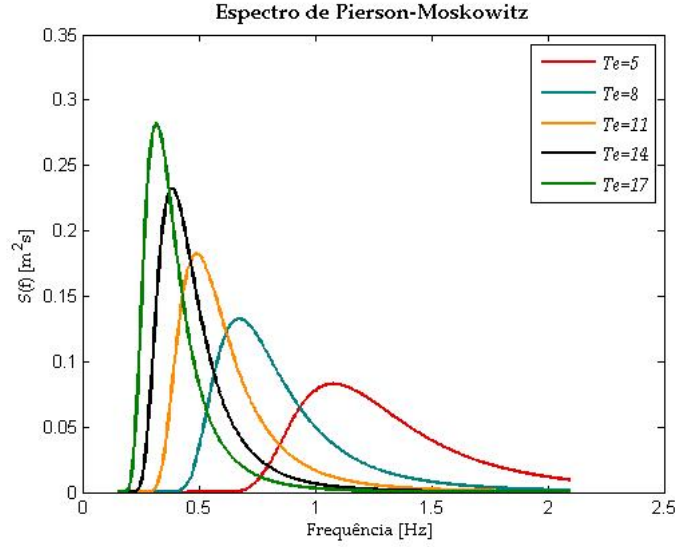 Espectro de Pierson-Moskowitz
0.35
0.3
0.25
0.2
0.15
0.1
0.05
0
S(f) [m²s]
Te=5
Te=8
Te=11
Te=14
Te=17
0
0.5
1
1.5
2
2.5
Frequência [Hz]